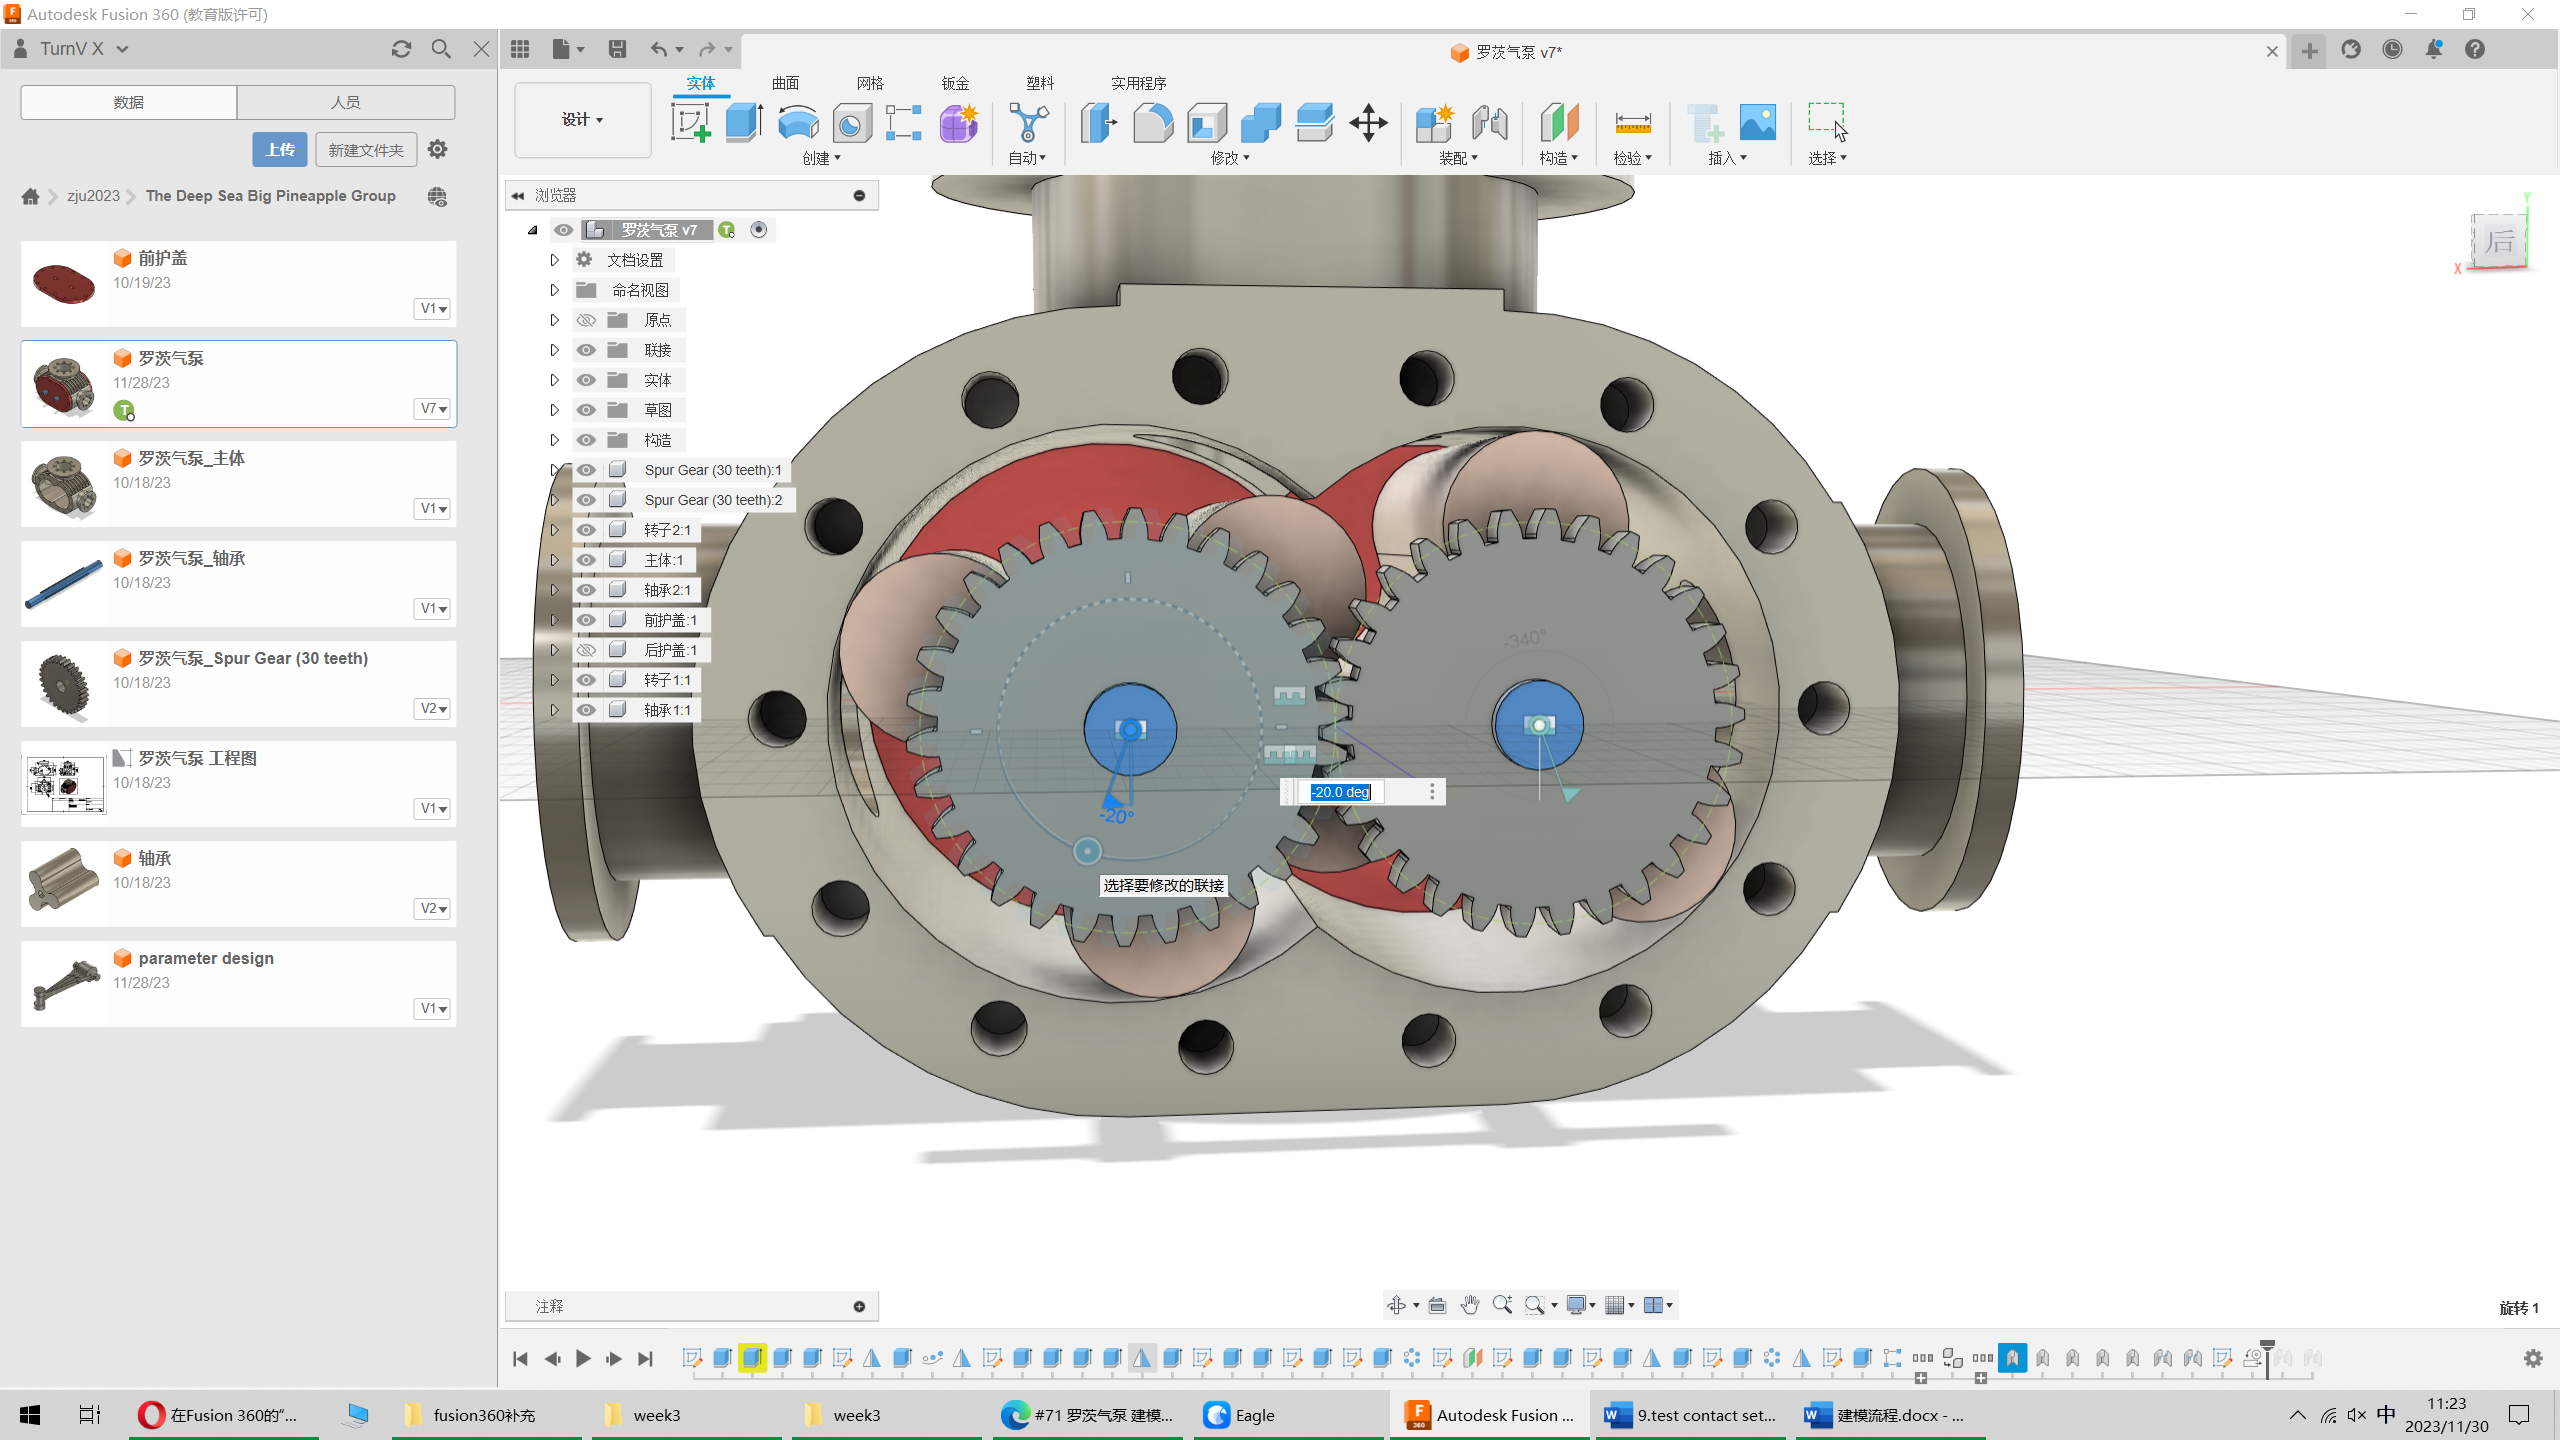 Autodesk Fusion 360 (教育版许可)
TurnV X
罗茨气泵 v7*
数据
人员
上传
新建文件夹
zju2023
The Deep Sea Big Pineapple Group
前护盖
10/19/23
V1
罗茨气泵
11/28/23
V7
罗茨气泵_主体
10/18/23
V1
罗茨气泵_轴承
10/18/23
V1
罗茨气泵_Spur Gear (30 teeth)
10/18/23
V2
罗茨气泵 工程图
10/18/23
V1
轴承
10/18/23
V2
parameter design
11/28/23
V1
设计
实体
曲面
网格
钣金
塑料
实用程序
创建
自动
修改
装配
构造
检验
插入
选择
浏览器
罗茨气泵 v7
文档设置
命名视图
原点
联接
实体
草图
构造
Spur Gear (30 teeth):1
Spur Gear (30 teeth):2
转子2:1
主体:1
轴承2:1
前护盖:1
后护盖:1
转子1:1
轴承1:1
-340°
-20.0 deg
-20°
选择要修改的联接
Y
后
X
注释
旋转 1
在Fusion 360的"...
fusion360补充
week3
week3
#71 罗茨气泵 建模...
Eagle
Autodesk Fusion ...
9.test contact set...
建模流程.docx - ...
中
11:23
2023/11/30